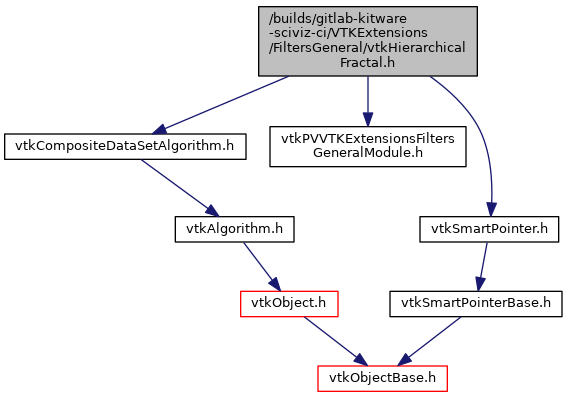 /builds/gitlab-kitware
-sciviz-ci/VTKExtensions
/FiltersGeneral/vtkHierarchical
Fractal.h
vtkCompositeDataSetAlgorithm.h
vtkPVVTKExtensionsFilters
GeneralModule.h
vtkAlgorithm.h
vtkSmartPointer.h
vtkObject.h
vtkSmartPointerBase.h
vtkObjectBase.h